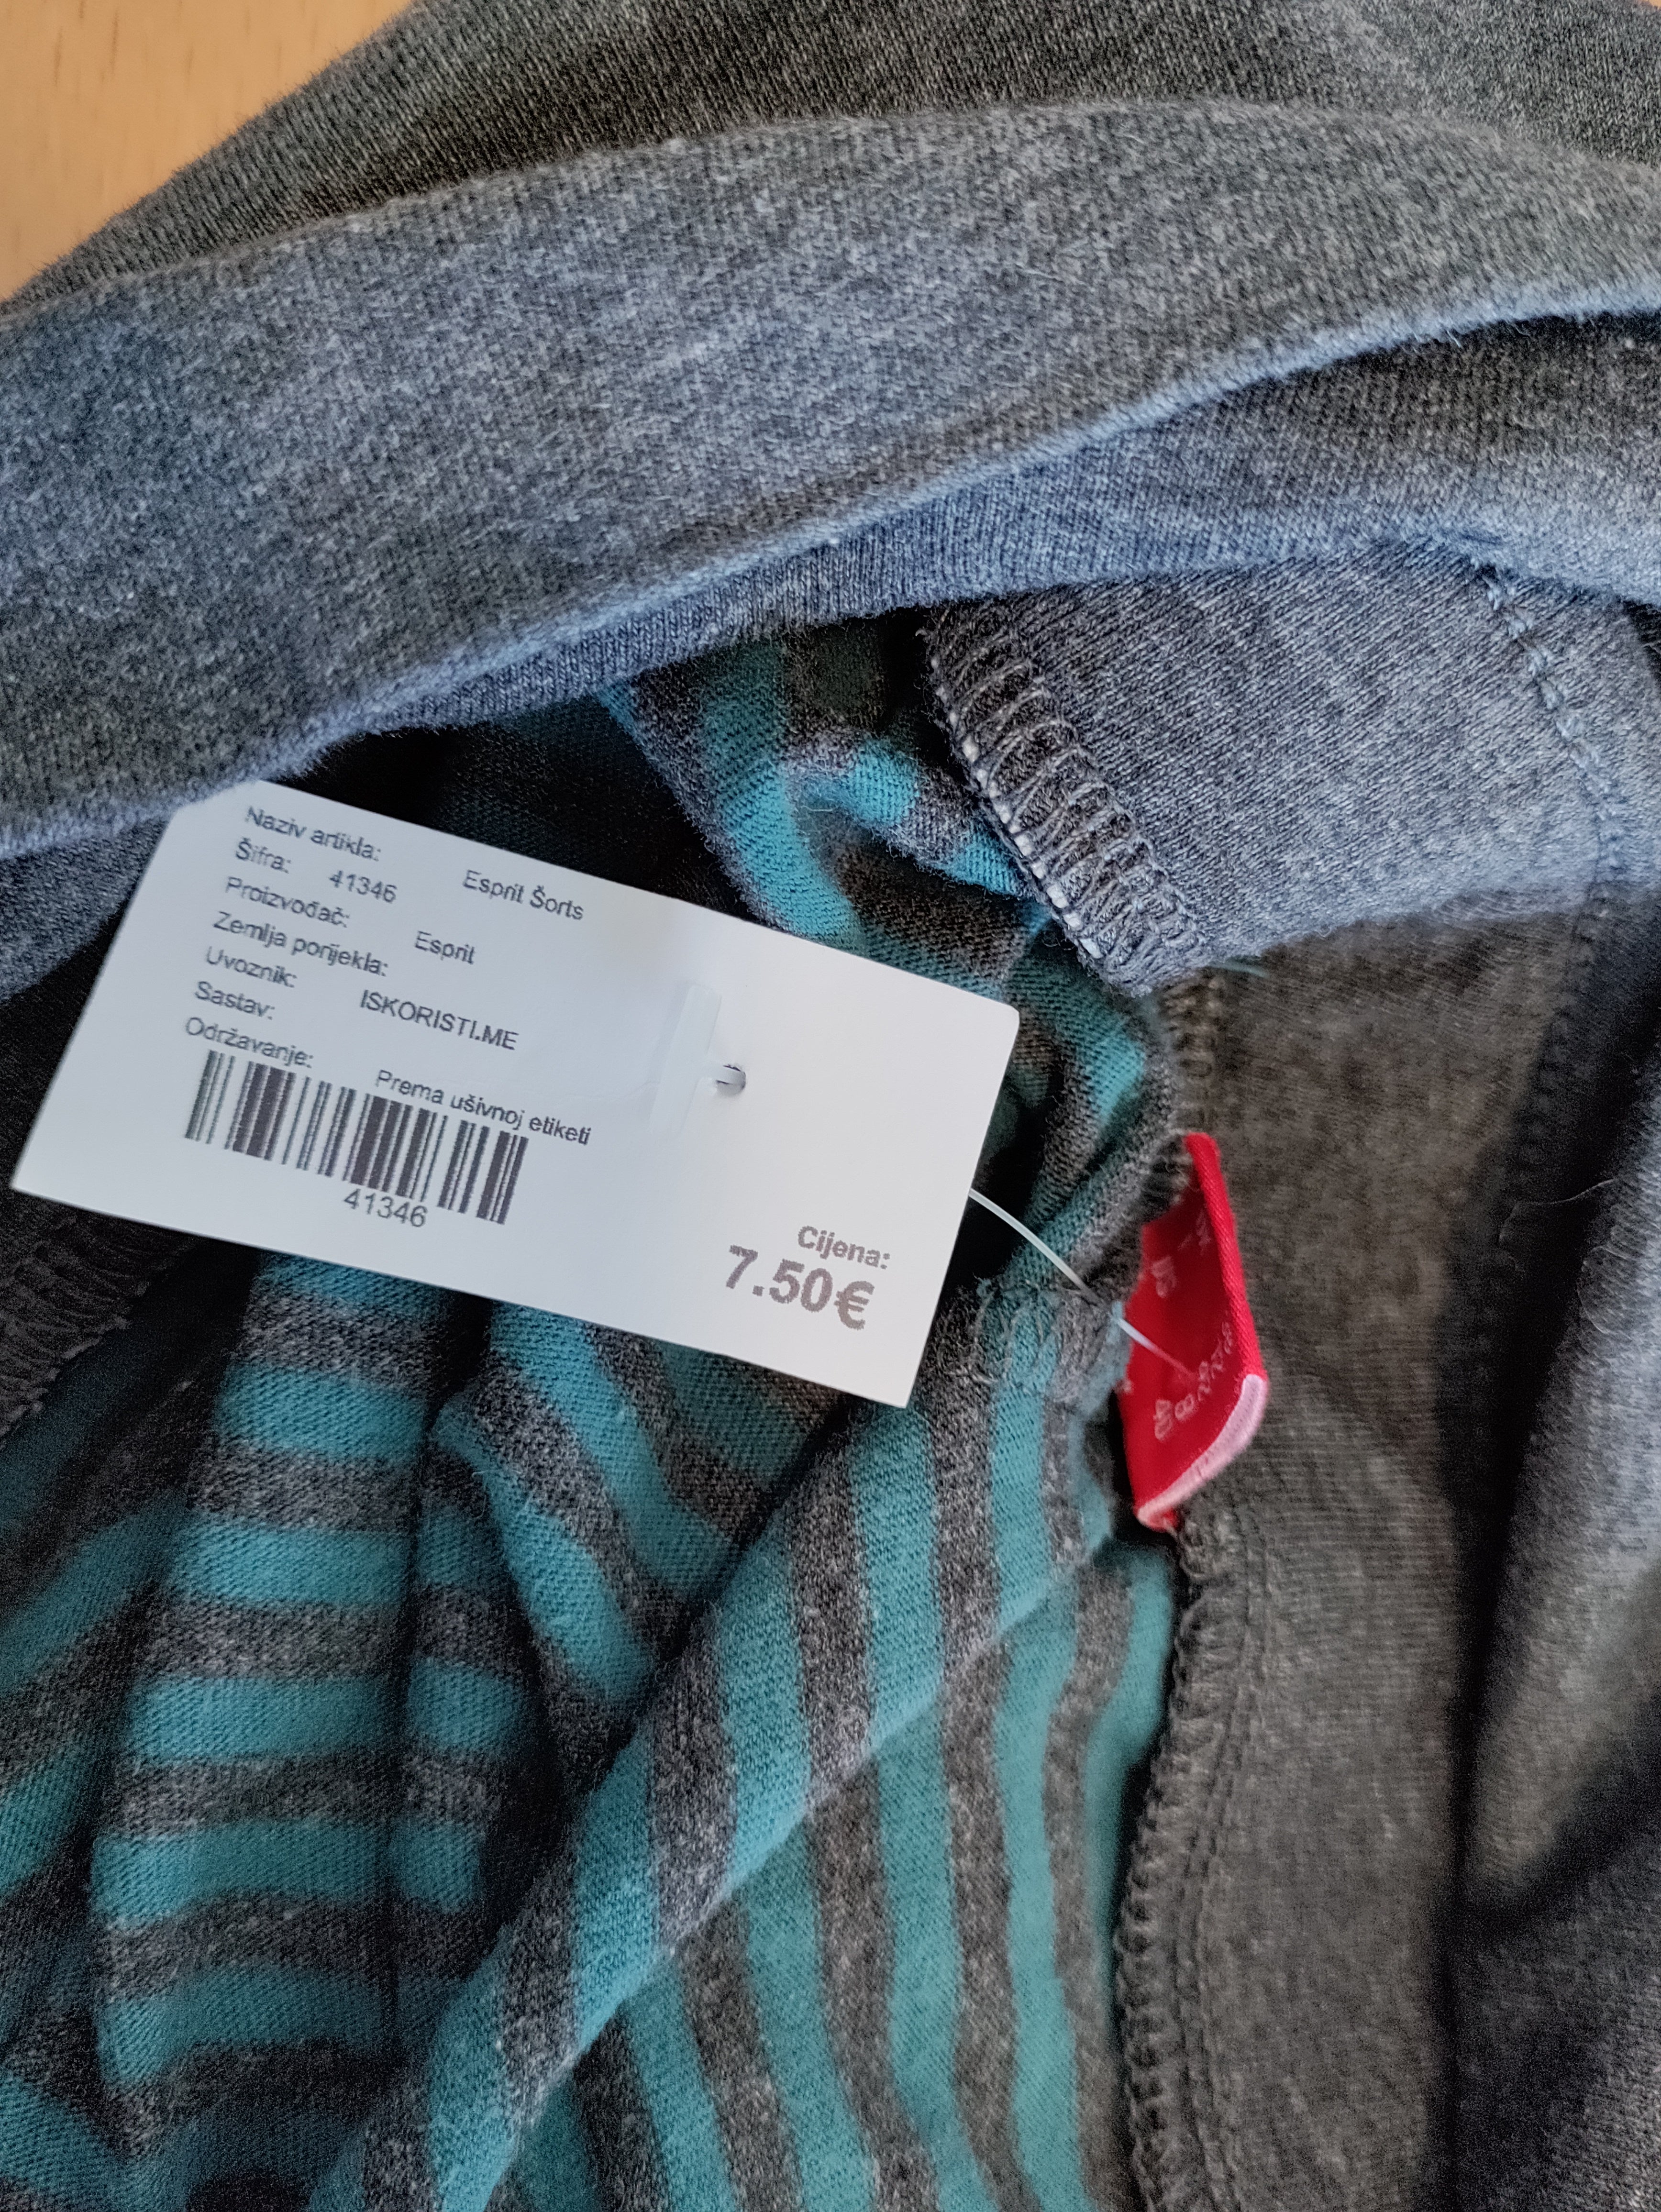 Naziv artikla: Esprit Šorts
Šifra: 41346
Proizvođač: Esprit
Zemlja porijekla:
Uvoznik: ISKORISTI.ME
Sastav:
Održavanje: Prema ušivnoj etiketi
41346
Cijena:
7.50€